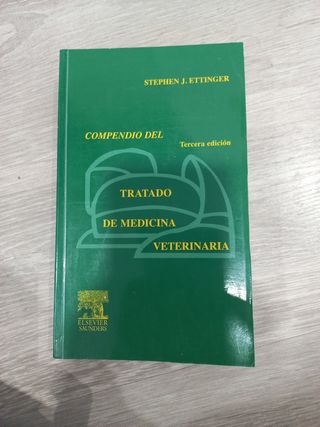 STEPHEN J. ETTINGER
COMPENDIO DEL
Tercera edición
TRATADO
DE MEDICINA
VETERINARIA
ELSEVIER
SAUNDERS